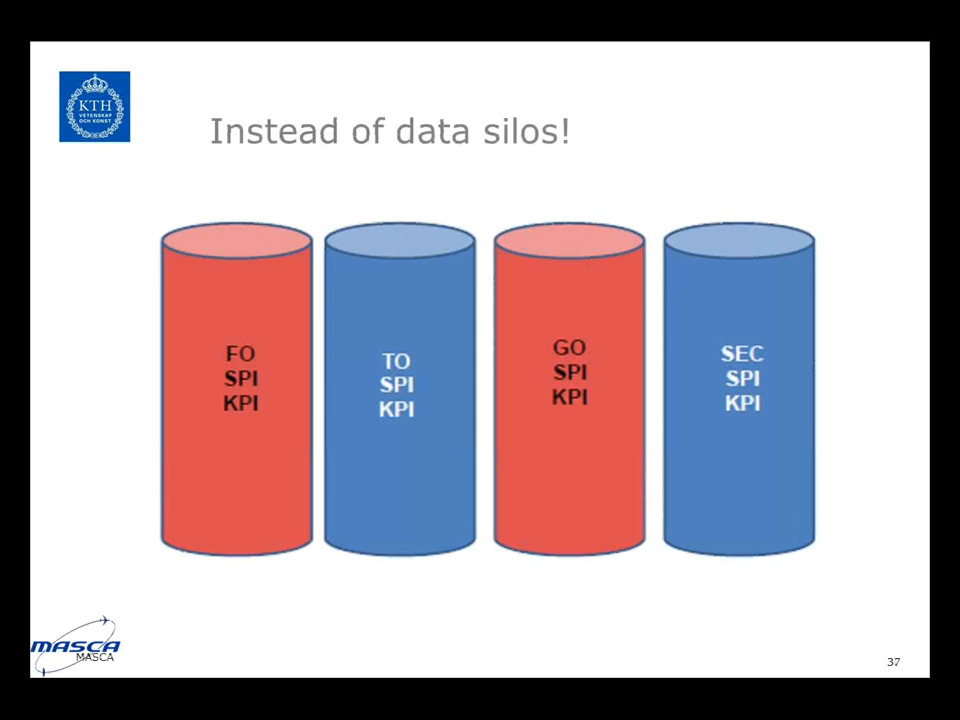 KTH
VETENSKAP
OCH KONST
Instead of data silos!
FO
SPI
KPI
TO
SPI
KPI
GO
SPI
KPI
SEC
SPI
KPI
MASCA
MASCA
37